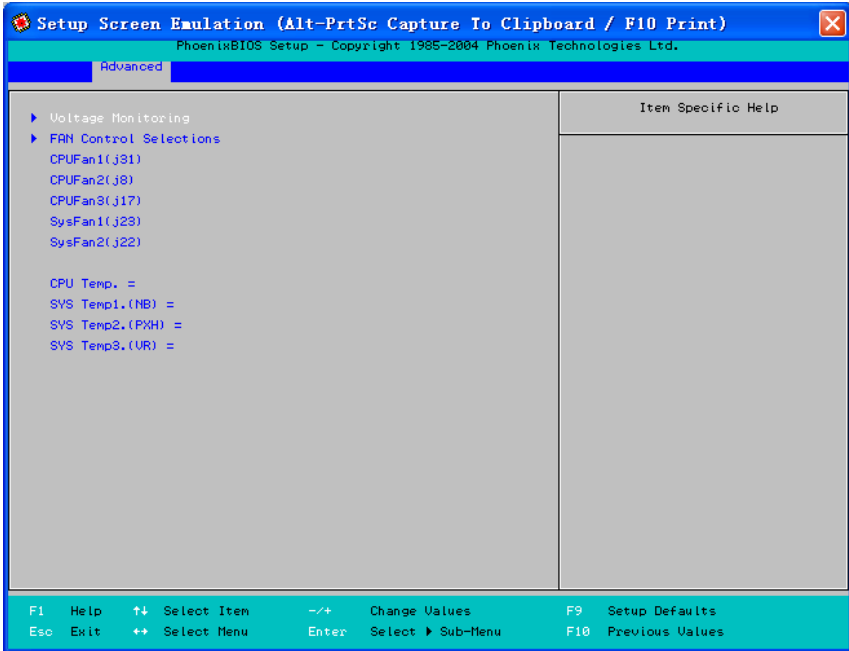 Setup Screen Emulation (Alt-PrtSc Capture To Clipboard / F10 Print)
PhoenixBIOS Setup - Copyright 1985-2004 Phoenix Technologies Ltd.
Advanced
Item Specific Help
Voltage Monitoring
FAN Control Selections
CPUFan1(j31)
CPUFan2(j8)
CPUFan3(j17)
SysFan1(j23)
SysFan2(j22)
CPU Temp. =
SYS Temp1.(NB) =
SYS Temp2.(PXH) =
SYS Temp3.(VR) =
F1 Help ↑↓ Select Item -/+ Change Values F9 Setup Defaults
Esc Exit ↔ Select Menu Enter Select ▶ Sub-Menu F10 Previous Values